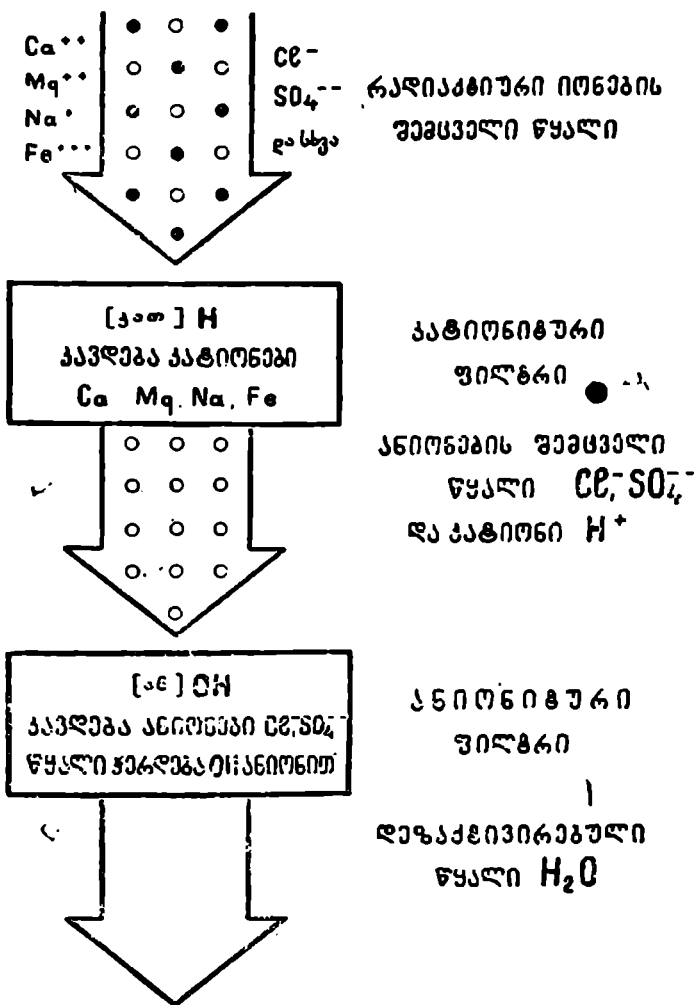 Ca⁺⁺
Mq⁺⁺
Na⁺
Fe⁺⁺⁺
Cl⁻
SO₄⁻⁻
და სხვა
რადიაქტიური იონების
შემცველი წყალი
[კათ] H
კავდება კატიონები
Ca Mq. Na, Fe
კატიონიტური
ფილტრი
ანიონების შემცველი
წყალი Cl⁻, SO₄⁻⁻
და კატიონი H⁺
[ან] OH
კავდება ანიონები Cl⁻, SO₄⁻⁻
წყალი ჯერდება OH ანიონით
ანიონიტური
ფილტრი
დეზაქტივირებული
წყალი H₂O